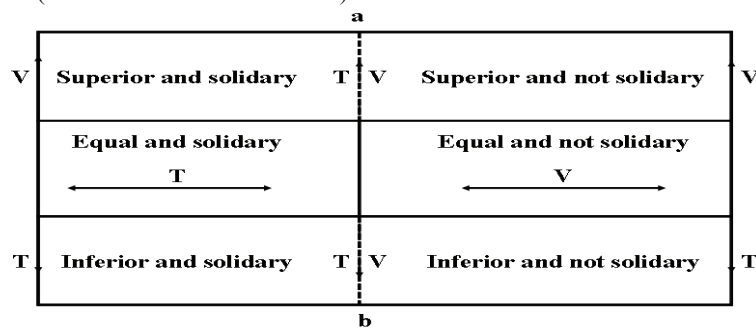 a
V Superior and solidary T V Superior and not solidary V
Equal and solidary Equal and not solidary
T V
T Inferior and solidary T V Inferior and not solidary T
b